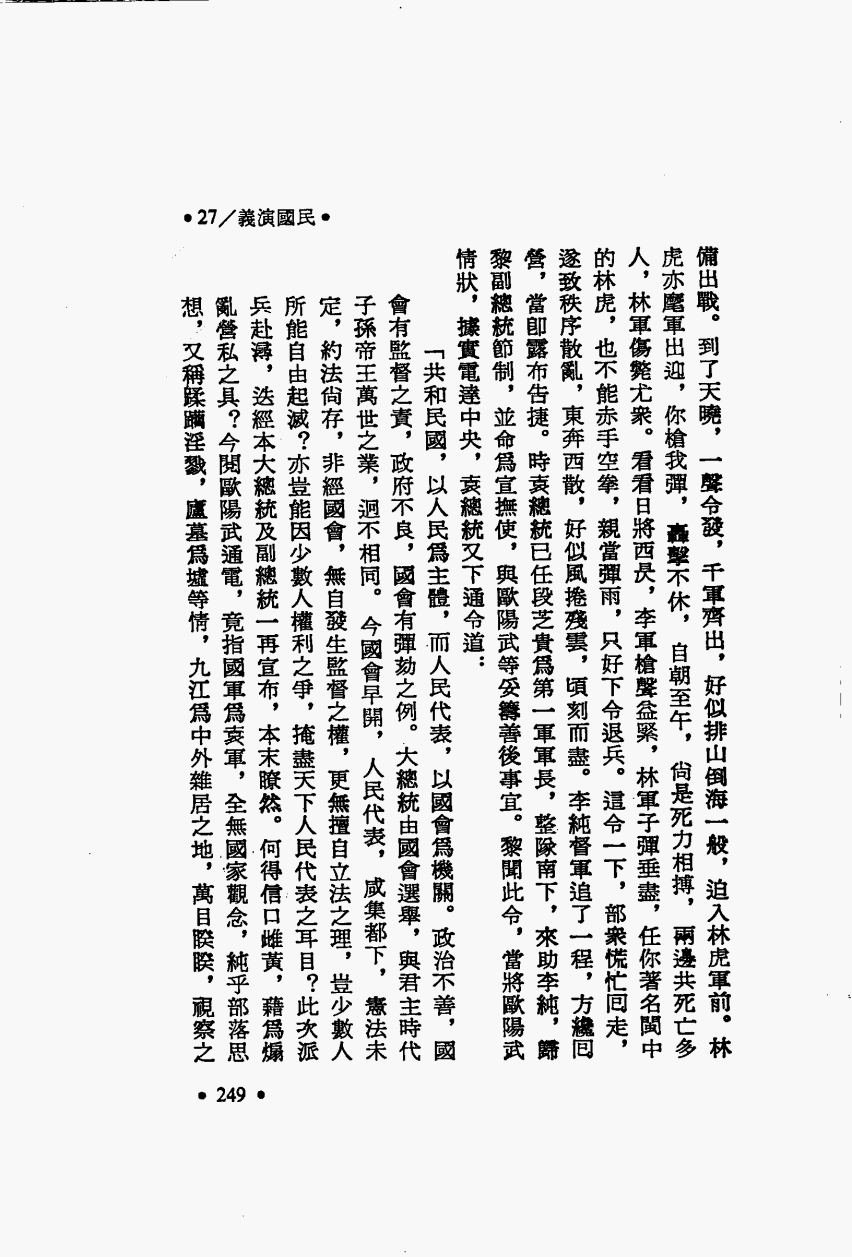 •27／義演國民•
備出戰。到了天曉，一聲令發，千軍齊出，好似排山倒海一般，迫入林虎軍前。林
虎亦麾軍出迎，你槍我彈，轟擊不休，自朝至午，尙是死力相搏，兩邊共死亡多
人，林軍傷斃尤衆。看看日將西昃，李軍槍聲益緊，林軍子彈垂盡，任你著名闖中
的林虎，也不能赤手空拳，親當彈雨，只好下令退兵。這令一下，部衆慌忙回走，
遂致秩序散亂，東奔西散，好似風捲殘雲，頃刻而盡。李純督軍追了一程，方纔回
營，當卽露布告捷。時袁總統已任段芝貴爲第一軍軍長，整隊南下，來助李純，歸
黎副總統節制，並命爲宣撫使，與歐陽武等妥籌善後事宜。黎聞此令，當將歐陽武
情狀，據實電達中央，袁總統又下通令道：
「共和民國，以人民爲主體，而人民代表，以國會爲機關。政治不善，國
會有監督之責，政府不良，國會有彈劾之例。大總統由國會選舉，與君主時代
子孫帝王萬世之業，迥不相同。今國會早開，人民代表，咸集都下，憲法未
定，約法尙存，非經國會，無自發生監督之權，更無擅自立法之理，豈少數人
所能自由起滅？亦豈能因少數人權利之爭，掩盡天下人民代表之耳目？此次派
兵赴潯，迭經本大總統及副總統一再宣布，本末瞭然。何得信口雌黃，藉爲煽
亂營私之具？今閱歐陽武通電，竟指國軍爲袁軍，全無國家觀念，純乎部落思
想，又稱蹂躪淫戮，廬墓爲墟等情，九江爲中外雜居之地，萬目睽睽，視察之
•249•